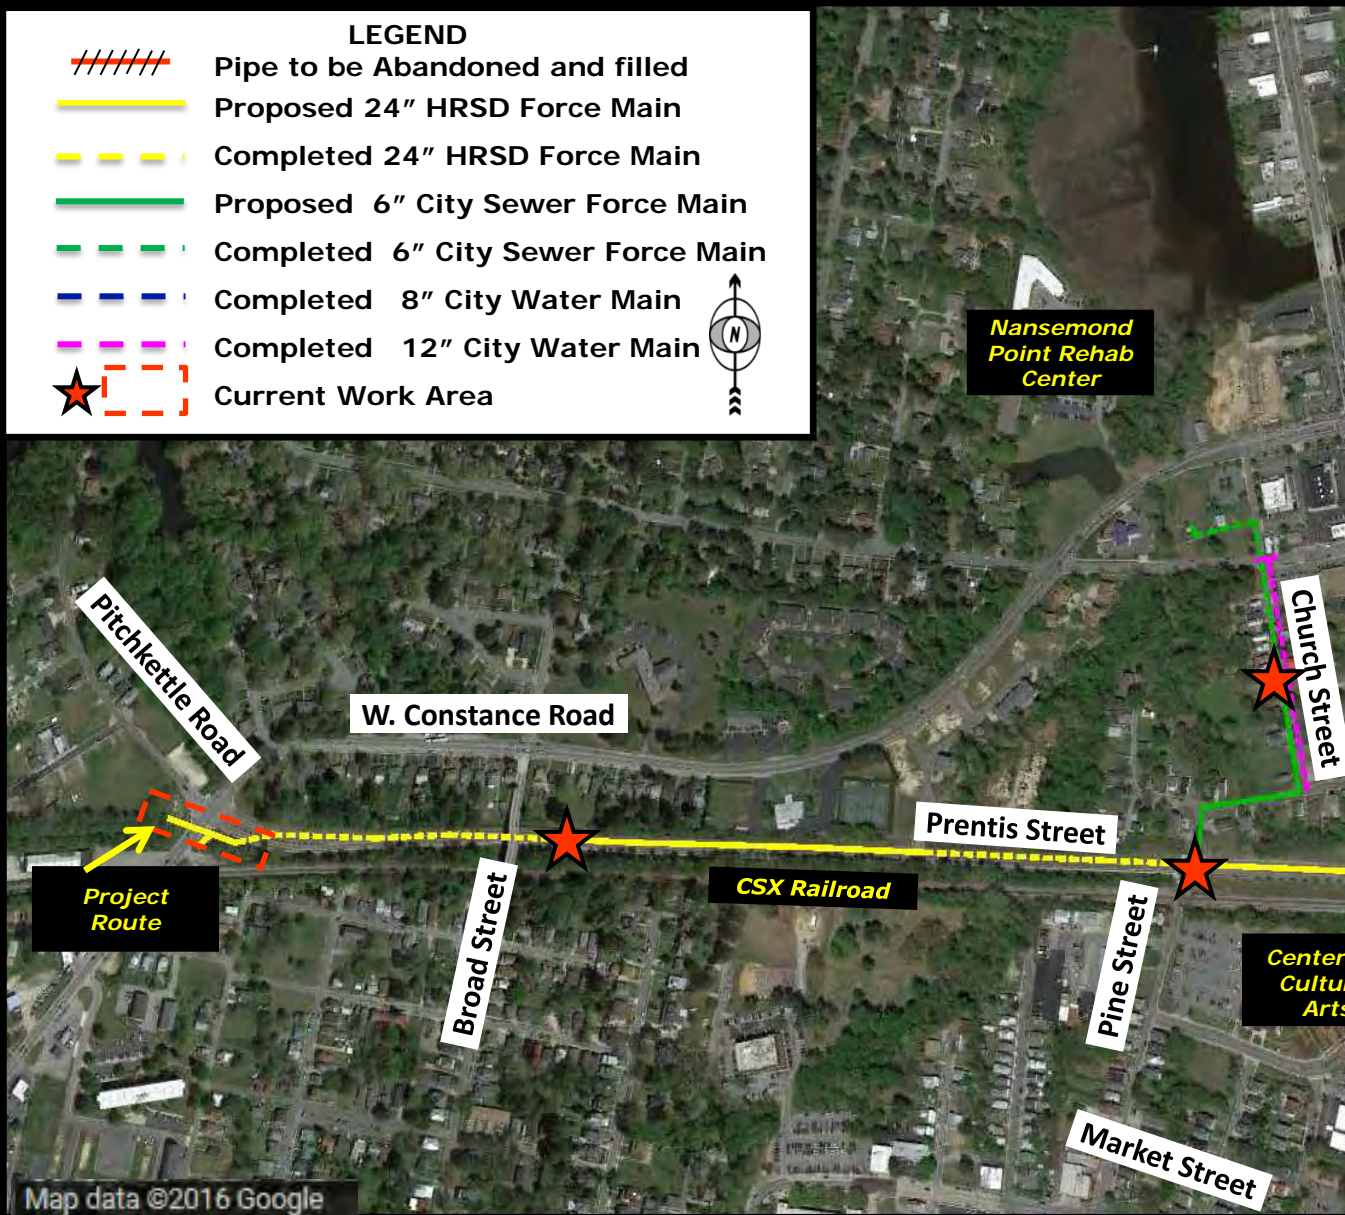 LEGEND
Pipe to be Abandoned and filled
Proposed 24” HRSD Force Main
Completed 24” HRSD Force Main
Proposed 6” City Sewer Force Main
Completed 6” City Sewer Force Main
Completed 8” City Water Main
Completed 12” City Water Main
Current Work Area
N
Nansemond
Point Rehab
Center
Pitchkettle Road
W. Constance Road
Church Street
Prentis Street
CSX Railroad
Project
Route
Broad Street
Pine Street
Center
Cultu
Arts
Market Street
Map data ©2016 Google